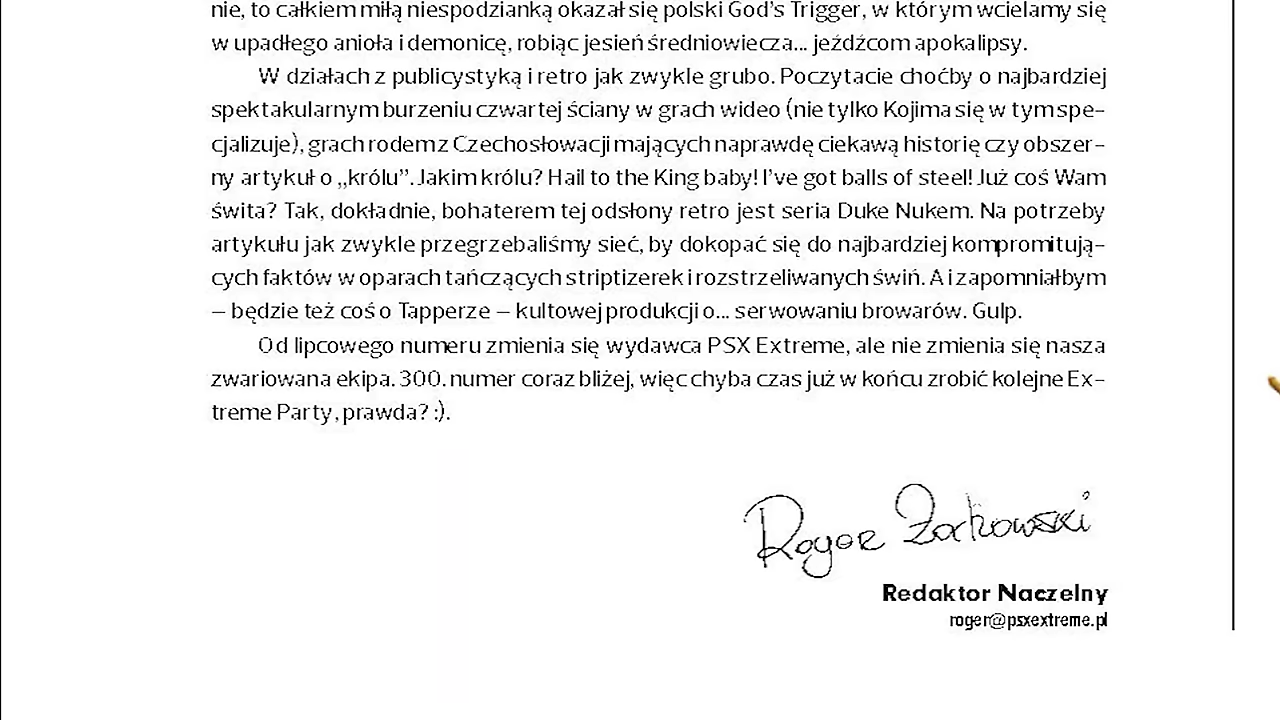 nie, to całkiem miłą niespodzianką okazał się polski God's Trigger, w którym wcielamy się
w upadłego anioła i demonicę, robiąc jesień średniowiecza... jeźdźcom apokalipsy.
W działach z publicystyką i retro jak zwykle grubo. Poczytacie choćby o najbardziej
spektakularnym burzeniu czwartej ściany w grach wideo (nie tylko Kojima się w tym spe-
cjalizuje), grach rodem z Czechosłowacji mających naprawdę ciekawą historię czy obszer-
ny artykuł o „królu”. Jakim królu? Hail to the King baby! I've got balls of steel! Już coś Wam
świta? Tak, dokładnie, bohaterem tej odsłony retro jest seria Duke Nukem. Na potrzeby
artykułu jak zwykle przegrzebaliśmy sieć, by dokopać się do najbardziej kompromitują-
cych faktów w oparach tańczących striptizerek i rozstrzeliwanych świń. A i zapomniałbym
– będzie też coś o Tapperze – kultowej produkcji o... serwowaniu browarów. Gulp.
Od lipcowego numeru zmienia się wydawca PSX Extreme, ale nie zmienia się nasza
zwariowana ekipa. 300. numer coraz bliżej, więc chyba czas już w końcu zrobić kolejne Ex-
treme Party, prawda? :).
Roger Żochowski
Redaktor Naczelny
roger@psxextreme.pl